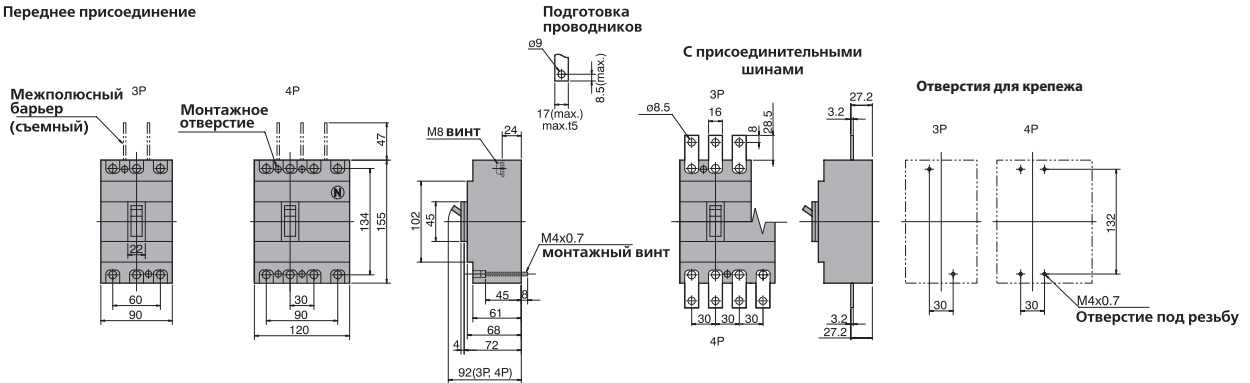 Переднее присоединение
Подготовка
проводников
ø9
8.5(max.)
17(max.)
max.t5
С присоединительными
шинами
Отверстия для крепежа
Межполюсный
барьер
(съемный)
3P
4P
Монтажное
отверстие
47
134
155
N
22
60
90
30
90
120
M8 винт
24
102
45
M4x0.7
монтажный винт
45
8
61
68
4
72
92(3P, 4P)
3P
ø8.5
16
8
28.5
30
30
30
4P
27.2
3.2
3.2
27.2
3P
4P
132
30
30
M4x0.7
Отверстие под резьбу